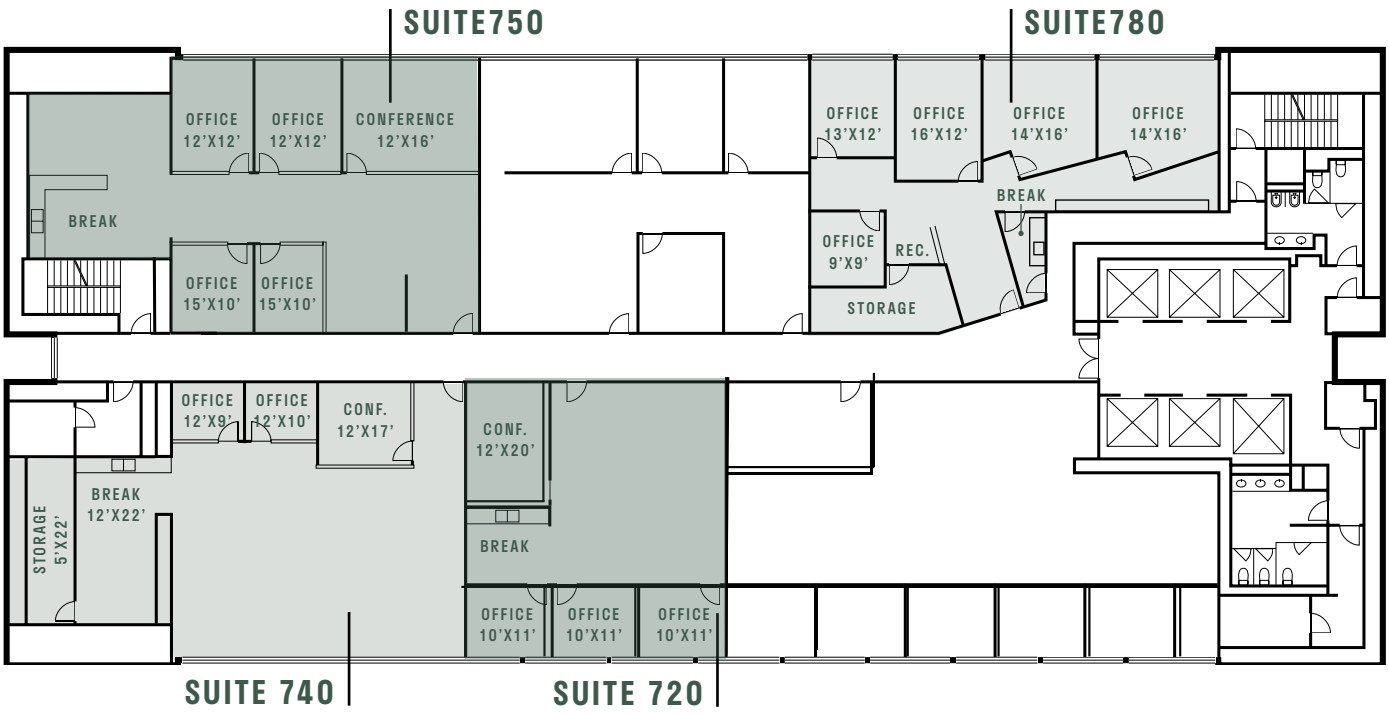 SUITE750
SUITE780
OFFICE
12'X12'
OFFICE
12'X12'
CONFERENCE
12'X16'
OFFICE
13'X12'
OFFICE
16'X12'
OFFICE
14'X16'
OFFICE
14'X16'
BREAK
BREAK
OFFICE
9'X9'
REC.
OFFICE
15'X10'
OFFICE
15'X10'
STORAGE
OFFICE
12'X9'
OFFICE
12'X10'
CONF.
12'X17'
CONF.
12'X20'
BREAK
12'X22'
STORAGE
5'X22'
BREAK
OFFICE
10'X11'
OFFICE
10'X11'
OFFICE
10'X11'
SUITE 740
SUITE 720